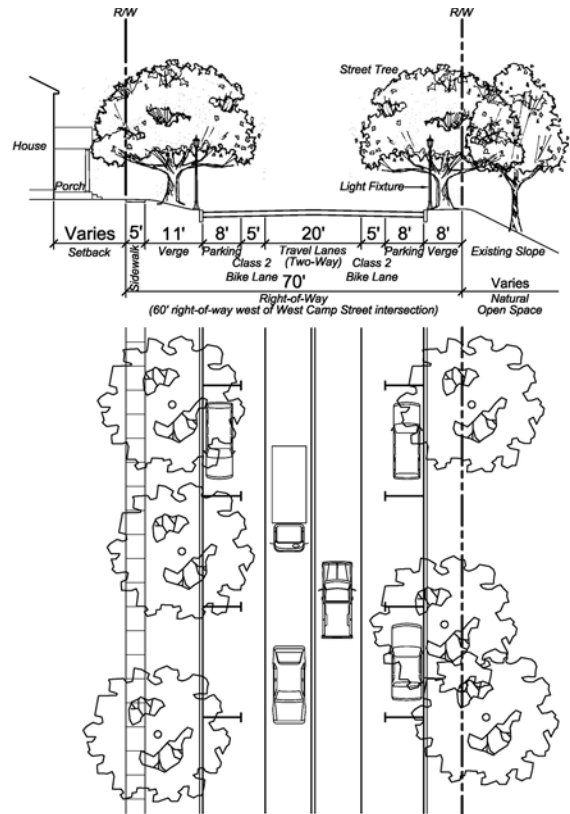 R/W
R/W
Street Tree
House
Porch
Light Fixture
Varies 5' 11' 8' 5' 20' 5' 8' 8'
Setback
Sidewalk
Verge
Parking
Travel Lanes
(Two-Way)
Parking
Verge
Existing Slope
Class 2
Bike Lane
Class 2
Bike Lane
70'
Varies
Right-of-Way
(60' right-of-way west of West Camp Street intersection)
Natural
Open Space